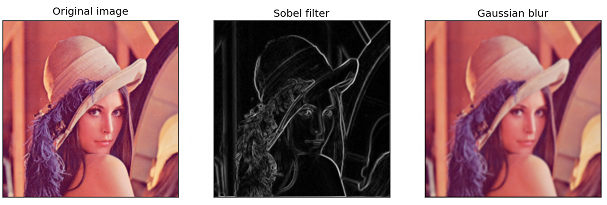 Original image
Sobel filter
Gaussian blur